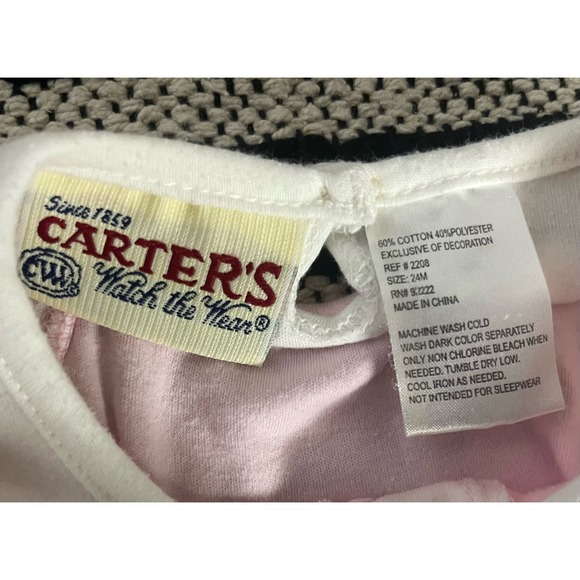 Since 1859
CARTER'S
CWW
Watch the Wear®
60% COTTON 40%POLYESTER
EXCLUSIVE OF DECORATION
REF # 2208
SIZE: 24M
RN#
MADE IN CHINA
MACHINE WASH COLD
WASH DARK COLOR SEPARATELY
ONLY NON CHLORINE BLEACH WHEN
NEEDED. TUMBLE DRY LOW.
COOL IRON AS NEEDED.
NOT INTENDED FOR SLEEPWEAR